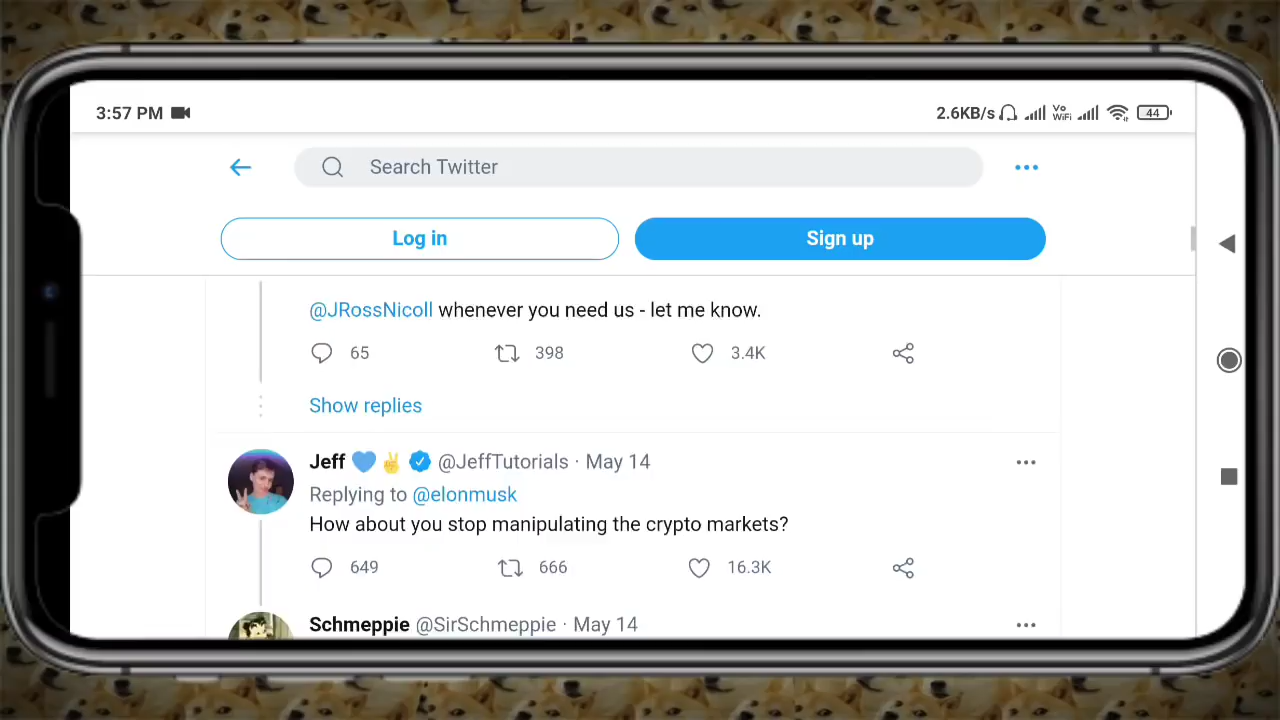 3:57 PM
2.6KB/s Vo WiFi 44
Search Twitter
Log in
Sign up
@JRossNicoll whenever you need us - let me know.
65 398 3.4K
Show replies
Jeff 💙✌️ @JeffTutorials · May 14
Replying to @elonmusk
How about you stop manipulating the crypto markets?
649 666 16.3K
Schmeppie @SirSchmeppie · May 14